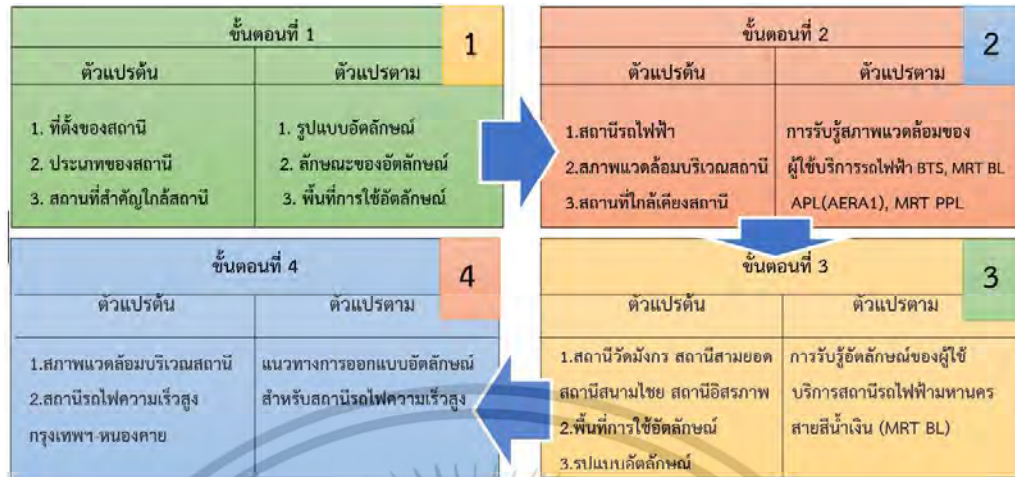 ขั้นตอนที่ 1
1
ตัวแปรต้น
ตัวแปรตาม
1. ที่ตั้งของสถานี
2. ประเภทของสถานี
3. สถานที่สำคัญใกล้สถานี
1. รูปแบบอัตลักษณ์
2. ลักษณะของอัตลักษณ์
3. พื้นที่การใช้อัตลักษณ์
ขั้นตอนที่ 2
2
ตัวแปรต้น
ตัวแปรตาม
1.สถานีรถไฟฟ้า
2.สภาพแวดล้อมบริเวณสถานี
3.สถานที่ใกล้เคียงสถานี
การรับรู้สภาพแวดล้อมของ
ผู้ใช้บริการรถไฟฟ้า BTS, MRT BL
APL(AERA1), MRT PPL
ขั้นตอนที่ 3
3
ตัวแปรต้น
ตัวแปรตาม
1.สถานีวัดมังกร สถานีสามยอด
สถานีสนามไชย สถานีอิสรภาพ
2.พื้นที่การใช้อัตลักษณ์
3.รูปแบบอัตลักษณ์
การรับรู้อัตลักษณ์ของผู้ใช้
บริการสถานีรถไฟฟ้ามหานคร
สายสีน้ำเงิน (MRT BL)
ขั้นตอนที่ 4
4
ตัวแปรต้น
ตัวแปรตาม
1.สภาพแวดล้อมบริเวณสถานี
2.สถานีรถไฟความเร็วสูง
กรุงเทพฯ-หนองคาย
แนวทางการออกแบบอัตลักษณ์
สำหรับสถานีรถไฟความเร็วสูง